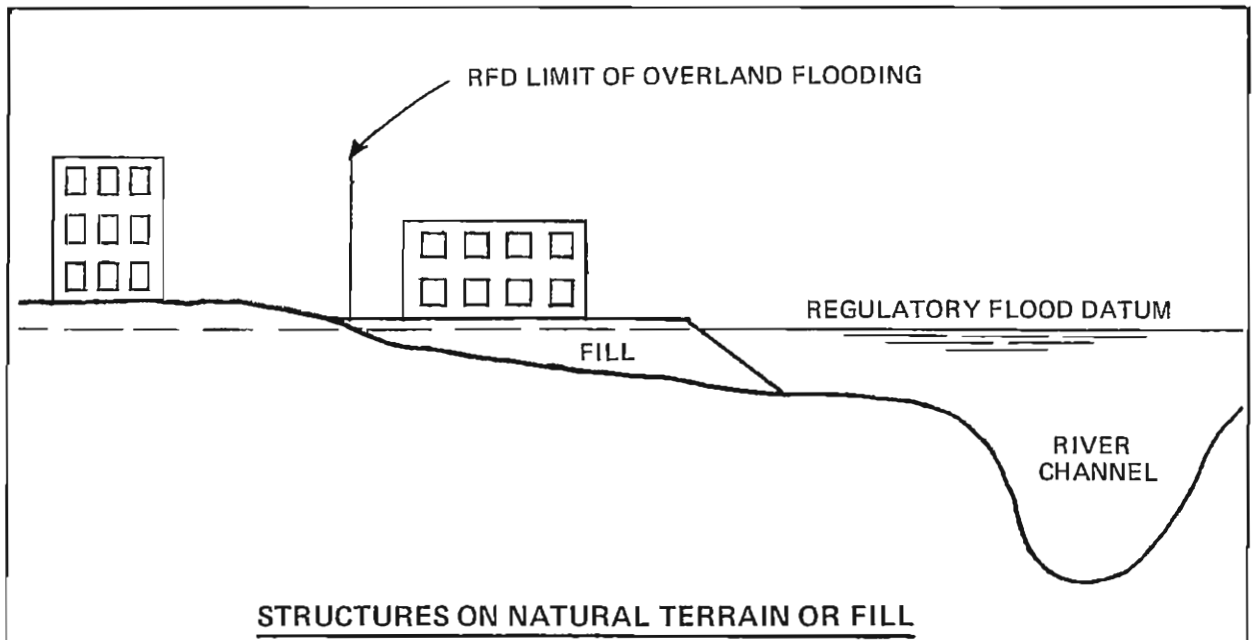 RFD LIMIT OF OVERLAND FLOODING
REGULATORY FLOOD DATUM
FILL
RIVER
CHANNEL
STRUCTURES ON NATURAL TERRAIN OR FILL